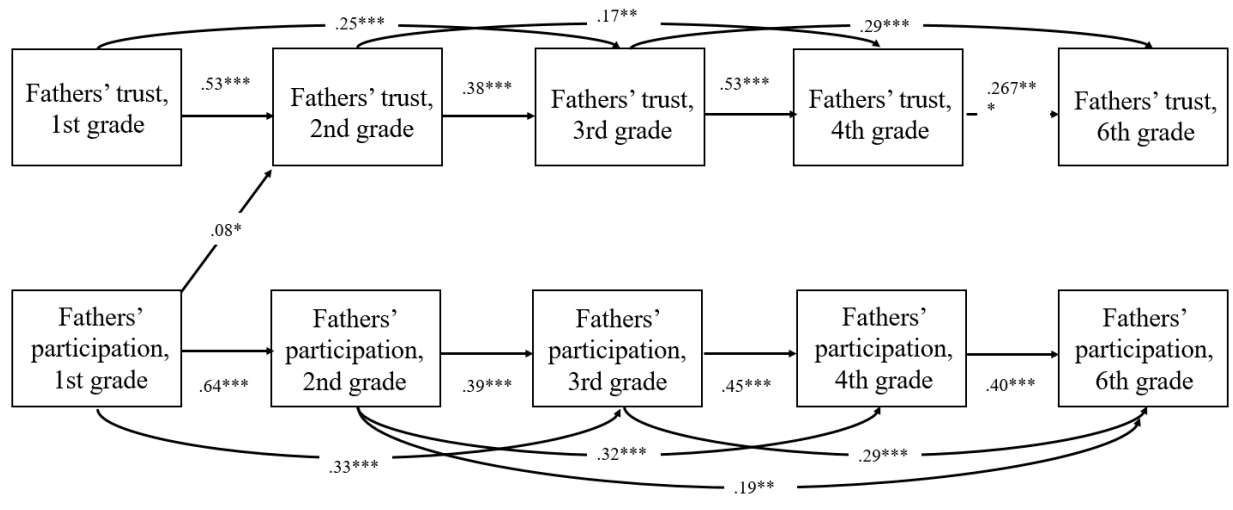 .25***
.17**
.29***
Fathers’ trust,
1st grade
.53***
Fathers’ trust,
2nd grade
.38***
Fathers’ trust,
3rd grade
.53***
Fathers’ trust,
4th grade
.267**
*
Fathers’ trust,
6th grade
.08*
Fathers’
participation,
1st grade
.64***
Fathers’
participation,
2nd grade
.39***
Fathers’
participation,
3rd grade
.45***
Fathers’
participation,
4th grade
.40***
Fathers’
participation,
6th grade
.33***
.32***
.29***
.19**